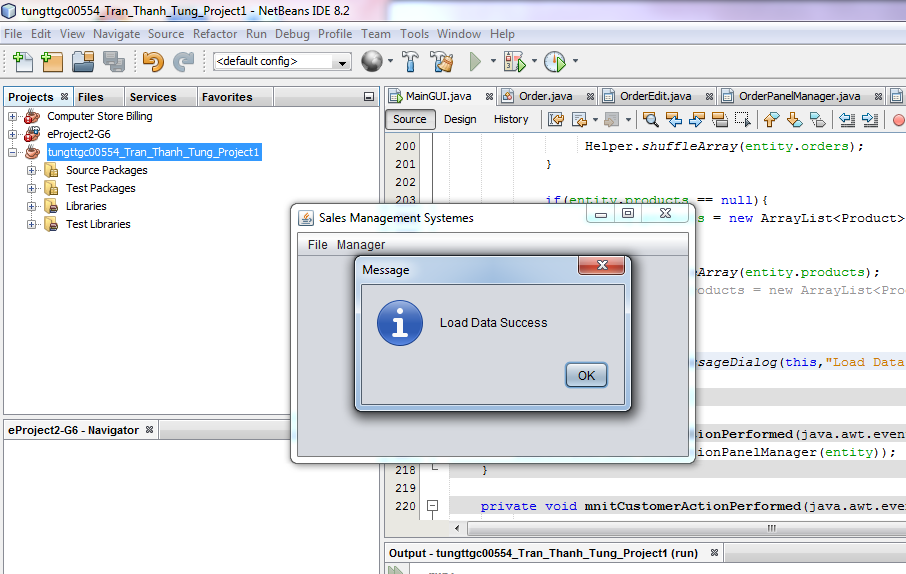 tungttgc00554_Tran_Thanh_Tung_Project1 - NetBeans IDE 8.2
File Edit View Navigate Source Refactor Run Debug Profile Team Tools Window Help
<default config>
Projects Files Services Favorites
Computer Store Billing
eProject2-G6
tungttgc00554_Tran_Thanh_Tung_Project1
Source Packages
Test Packages
Libraries
Test Libraries
eProject2-G6 - Navigator
MainGUI.java Order.java OrderEdit.java OrderPanelManager.java
Source Design History
200 Helper.shuffleArray(entity.orders);
201 }
202
203 if(entity.products == null){
s = new ArrayList<Product>
eArray(entity.products);
oducts = new ArrayList<Pro
ssageDialog(this,"Load Data
ionPerformed(java.awt.even
ionPanelManager(entity));
218 }
219
220 private void mnitCustomerActionPerformed(java.awt.eve
Sales Management Systemes
File Manager
Message
Load Data Success
OK
Output - tungttgc00554_Tran_Thanh_Tung_Project1 (run)